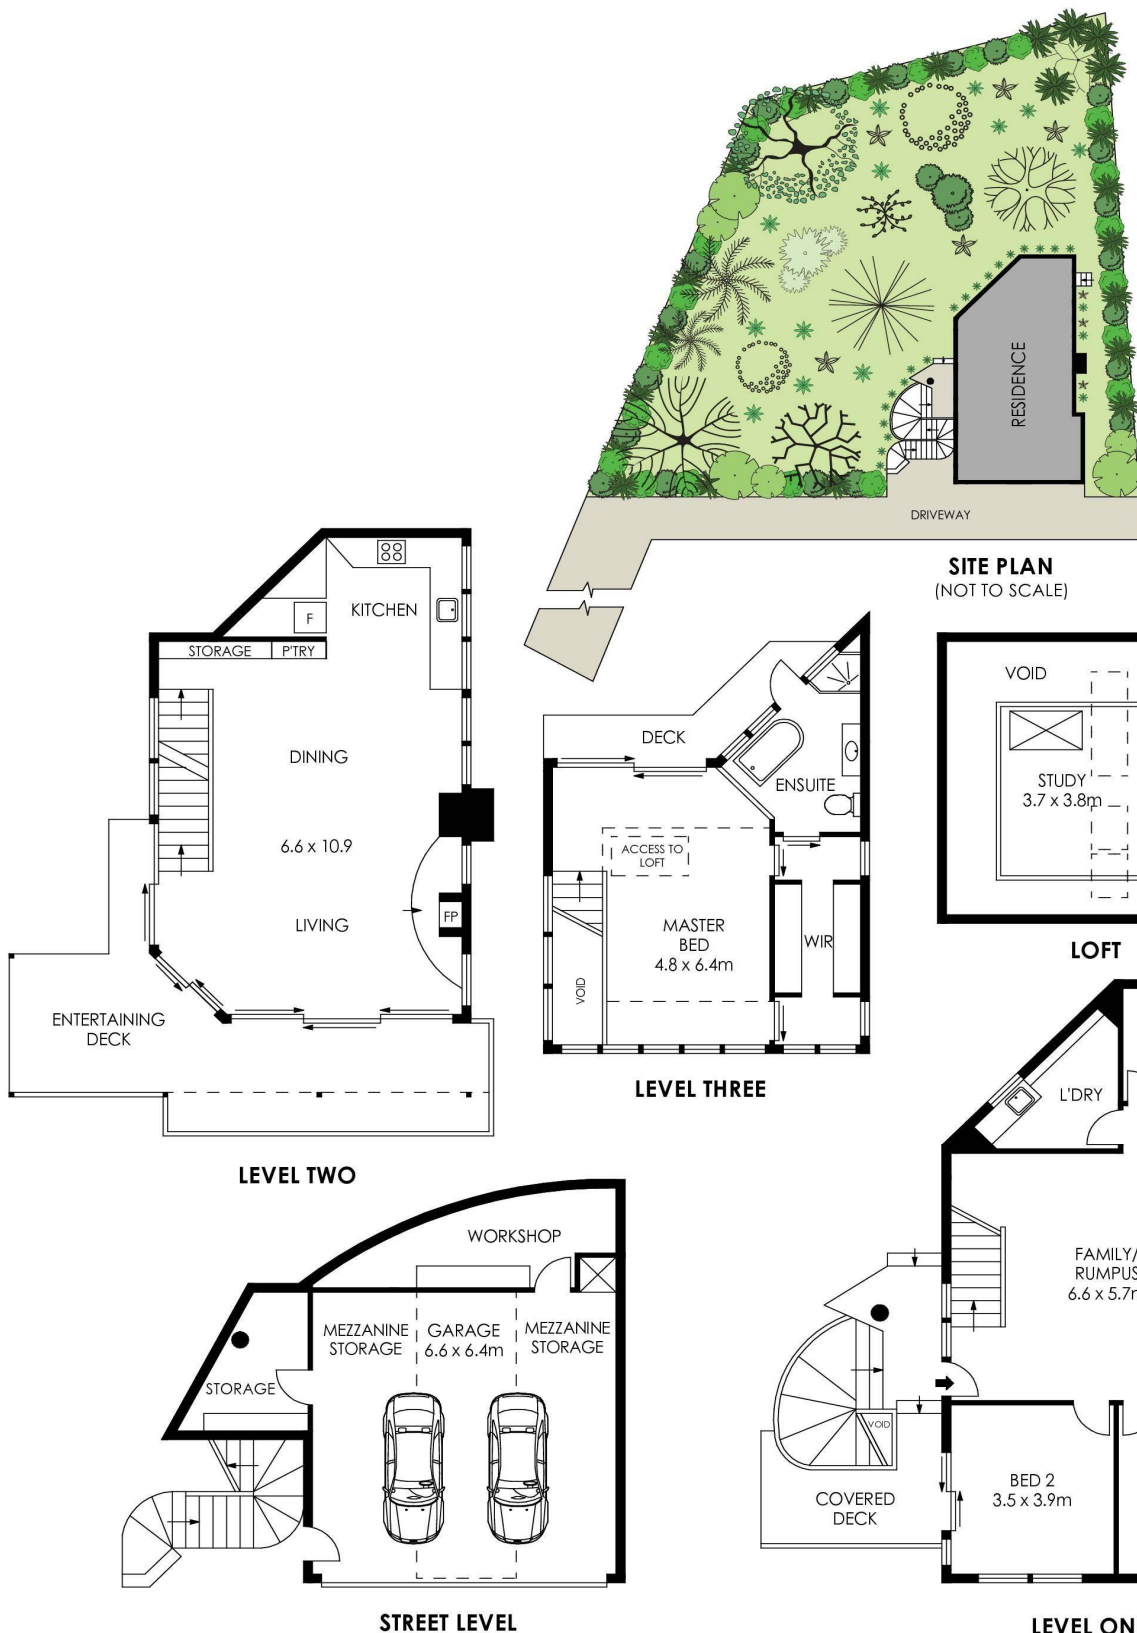 RESIDENCE
DRIVEWAY
SITE PLAN
(NOT TO SCALE)
KITCHEN
F
STORAGE
P'TRY
DINING
6.6 x 10.9
LIVING
FP
ENTERTAINING
DECK
LEVEL TWO
DECK
ENSUITE
ACCESS TO
LOFT
MASTER
BED
4.8 x 6.4m
WIR
VOID
LEVEL THREE
VOID
STUDY
3.7 x 3.8m
LOFT
L'DRY
FAMILY/
RUMPUS
6.6 x 5.7m
VOID
BED 2
3.5 x 3.9m
COVERED
DECK
LEVEL ON
WORKSHOP
MEZZANINE
STORAGE
GARAGE
6.6 x 6.4m
MEZZANINE
STORAGE
STORAGE
STREET LEVEL